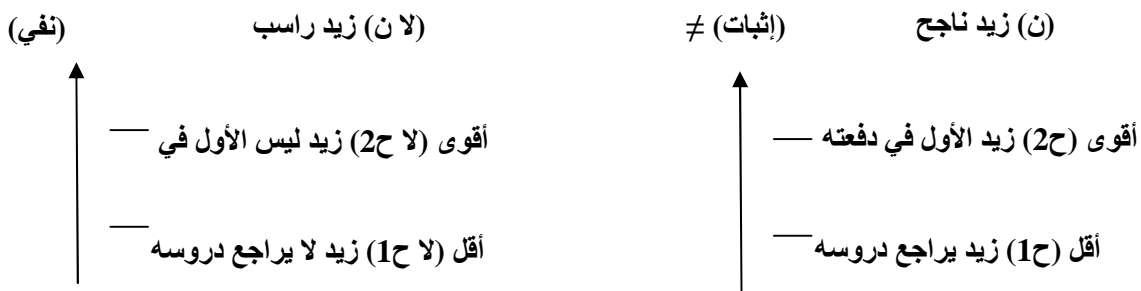 (ن) زيد ناجح (إثبات) ≠ (لا ن) زيد راسب (نفي)
أقوى (ح2) زيد الأول في دفعته أقوى (لا ح2) زيد ليس الأول في
أقل (ح1) زيد يراجع دروسه أقل (لا ح1) زيد لا يراجع دروسه